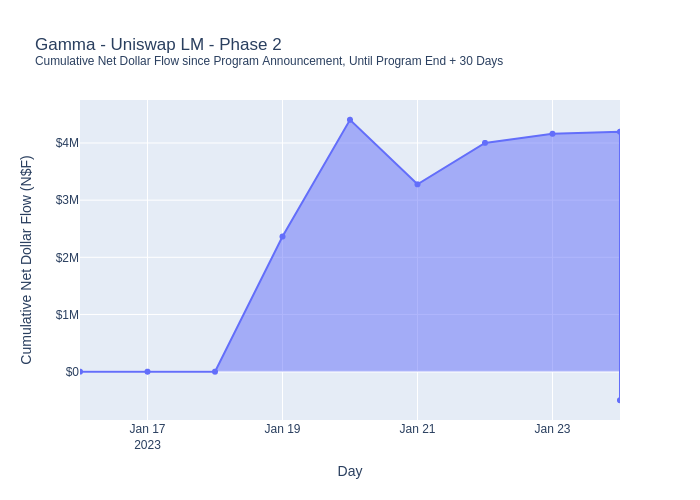 Gamma - Uniswap LM - Phase 2
Cumulative Net Dollar Flow since Program Announcement, Until Program End + 30 Days
Cumulative Net Dollar Flow (N$F)
$4M
$3M
$2M
$1M
$0
Jan 17
2023
Jan 19
Jan 21
Jan 23
Day